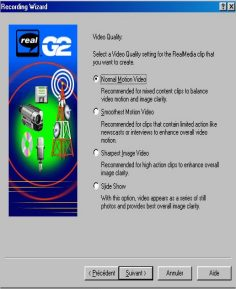 Recording Wizard
real G2
Video Quality:
Select a Video Quality setting for the RealMedia clip that
you want to create.
Normal Motion Video
Recommended for mixed content clips to balance
video motion and image clarity.
Smoothest Motion Video
Recommended for clips that contain limited action like
newscasts or interviews to enhance overall video
motion.
Sharpest Image Video
Recommended for high action clips to enhance overall
image clarity.
Slide Show
With this option, video appears as a series of still
photos and provides best overall image clarity.
< Précédent
Suivant >
Annuler
Aide